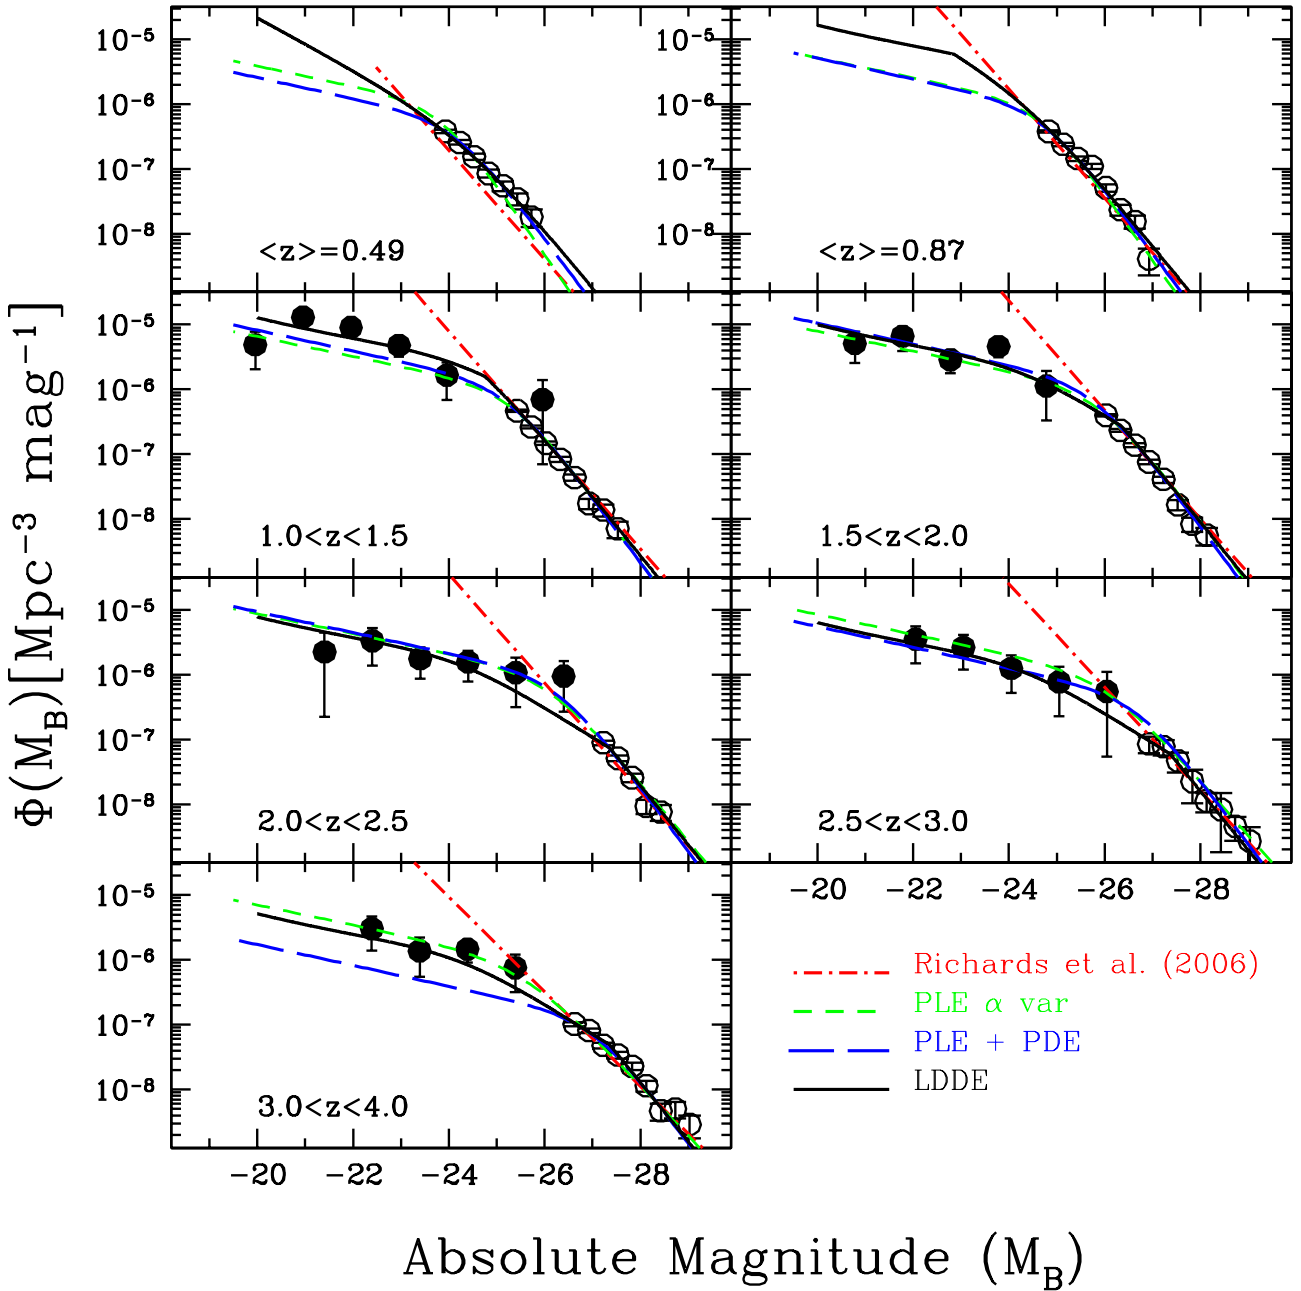 10⁻⁵ 10⁻⁵
10⁻⁶ 10⁻⁶
10⁻⁷ 10⁻⁷
10⁻⁸ 10⁻⁸
<z>=0.49 <z>=0.87
10⁻⁵ 10⁻⁵
10⁻⁶ 10⁻⁶
10⁻⁷ 10⁻⁷
10⁻⁸ 10⁻⁸
1.0<z<1.5 1.5<z<2.0
Φ(M_B)[Mpc⁻³ mag⁻¹]
10⁻⁵ 10⁻⁵
10⁻⁶ 10⁻⁶
10⁻⁷ 10⁻⁷
10⁻⁸ 10⁻⁸
2.0<z<2.5 2.5<z<3.0
-20 -22 -24 -26 -28
10⁻⁵
10⁻⁶
10⁻⁷
10⁻⁸
3.0<z<4.0
-20 -22 -24 -26 -28
Richards et al. (2006)
PLE α var
PLE + PDE
LDDE
Absolute Magnitude (M_B)